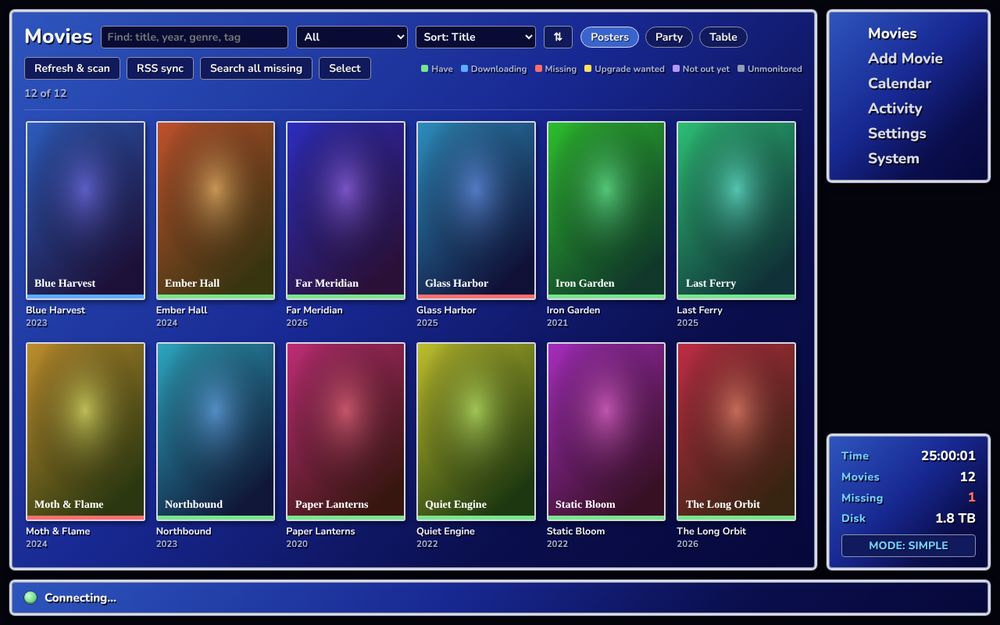 Movies
Find: title, year, genre, tag
All
Sort: Title
⇅
Posters
Party
Table
Refresh & scan
RSS sync
Search all missing
Select
Have
Downloading
Missing
Upgrade wanted
Not out yet
Unmonitored
12 of 12
Blue Harvest
Ember Hall
Far Meridian
Glass Harbor
Iron Garden
Last Ferry
Blue Harvest
2023
Ember Hall
2024
Far Meridian
2026
Glass Harbor
2025
Iron Garden
2021
Last Ferry
2025
Moth & Flame
Northbound
Paper Lanterns
Quiet Engine
Static Bloom
The Long Orbit
Moth & Flame
2024
Northbound
2023
Paper Lanterns
2020
Quiet Engine
2022
Static Bloom
2022
The Long Orbit
2026
Movies
Add Movie
Calendar
Activity
Settings
System
Time 25:00:01
Movies 12
Missing 1
Disk 1.8 TB
MODE: SIMPLE
Connecting...